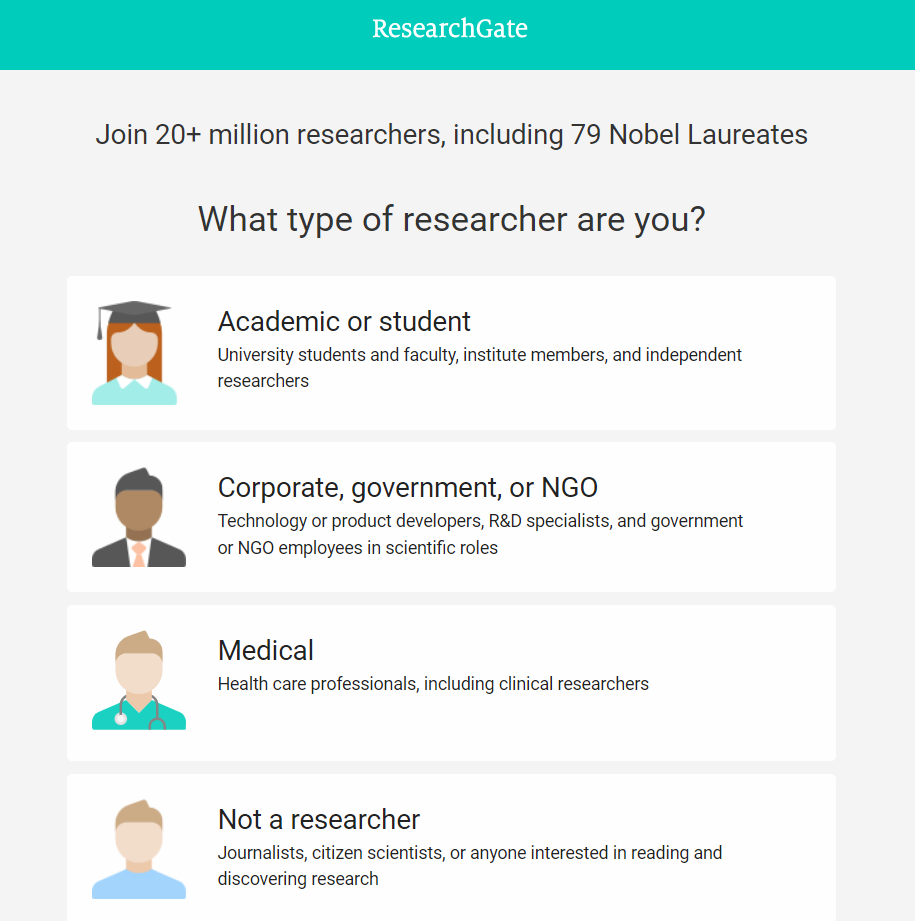 ResearchGate
Join 20+ million researchers, including 79 Nobel Laureates
What type of researcher are you?
Academic or student
University students and faculty, institute members, and independent
researchers
Corporate, government, or NGO
Technology or product developers, R&D specialists, and government
or NGO employees in scientific roles
Medical
Health care professionals, including clinical researchers
Not a researcher
Journalists, citizen scientists, or anyone interested in reading and
discovering research